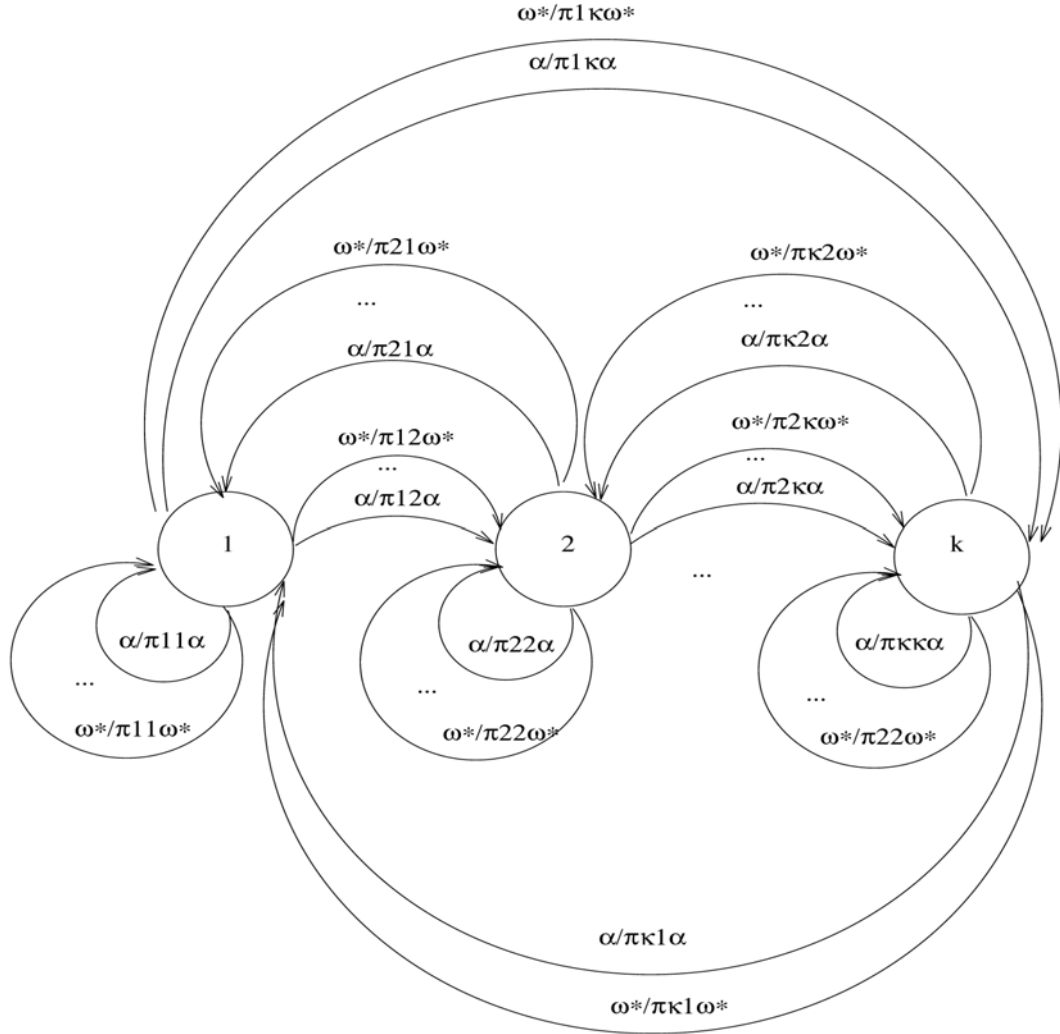 ω*/π1κω*
α/π1κα
ω*/π21ω*
ω*/πκ2ω*
...
...
α/π21α
α/πκ2α
ω*/π12ω*
ω*/π2κω*
...
...
α/π12α
α/π2κα
1
2
k
...
α/π11α
α/π22α
α/πκκα
...
...
...
ω*/π11ω*
ω*/π22ω*
ω*/π22ω*
α/πκ1α
ω*/πκ1ω*